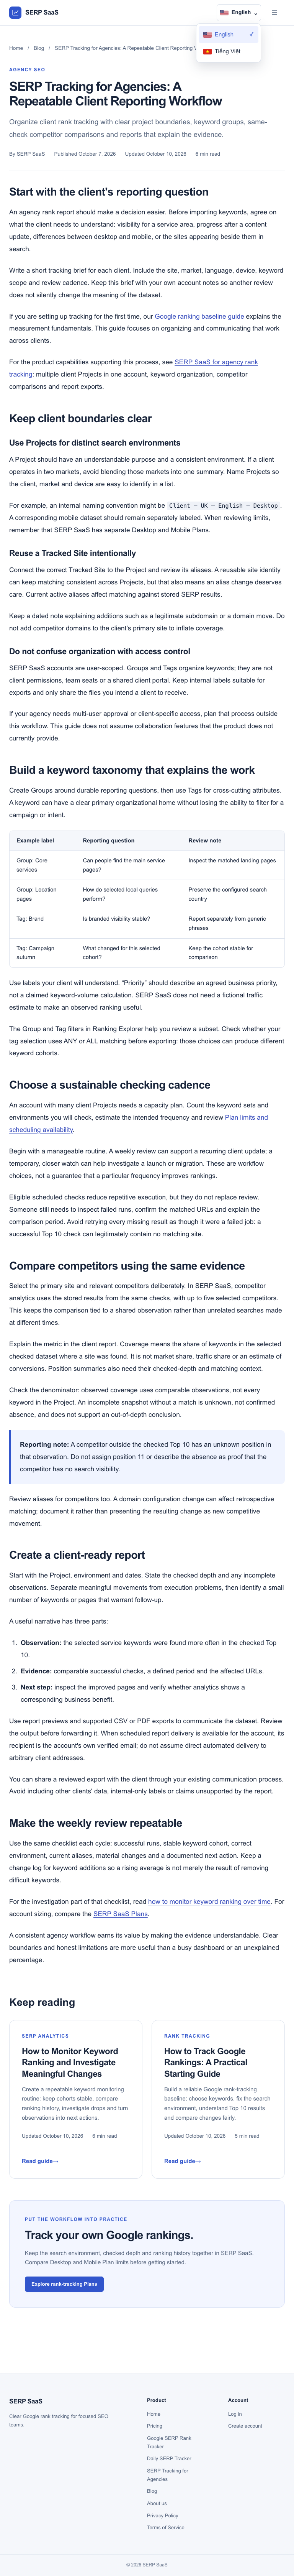 SERP SaaS
English
English ✓
Tiếng Việt
Home / Blog / SERP Tracking for Agencies: A Repeatable Client Reporting W
AGENCY SEO
SERP Tracking for Agencies: A
Repeatable Client Reporting Workflow
Organize client rank tracking with clear project boundaries, keyword groups, same-
check competitor comparisons and reports that explain the evidence.
By SERP SaaS Published October 7, 2026 Updated October 10, 2026 6 min read
Start with the client's reporting question
An agency rank report should make a decision easier. Before importing keywords, agree on
what the client needs to understand: visibility for a service area, progress after a content
update, differences between desktop and mobile, or the sites appearing beside them in
search.
Write a short tracking brief for each client. Include the site, market, language, device, keyword
scope and review cadence. Keep this brief with your own account notes so another review
does not silently change the meaning of the dataset.
If you are setting up tracking for the first time, our Google ranking baseline guide explains the
measurement fundamentals. This guide focuses on organizing and communicating that work
across clients.
For the product capabilities supporting this process, see SERP SaaS for agency rank
tracking: multiple client Projects in one account, keyword organization, competitor
comparisons and report exports.
Keep client boundaries clear
Use Projects for distinct search environments
A Project should have an understandable purpose and a consistent environment. If a client
operates in two markets, avoid blending those markets into one summary. Name Projects so
the client, market and device are easy to identify in a list.
For example, an internal naming convention might be Client — UK — English — Desktop .
A corresponding mobile dataset should remain separately labeled. When reviewing limits,
remember that SERP SaaS has separate Desktop and Mobile Plans.
Reuse a Tracked Site intentionally
Connect the correct Tracked Site to the Project and review its aliases. A reusable site identity
can keep matching consistent across Projects, but that also means an alias change deserves
care. Current active aliases affect matching against stored SERP results.
Keep a dated note explaining additions such as a legitimate subdomain or a domain move. Do
not add competitor domains to the client's primary site to inflate coverage.
Do not confuse organization with access control
SERP SaaS accounts are user-scoped. Groups and Tags organize keywords; they are not
client permissions, team seats or a shared client portal. Keep internal labels suitable for
exports and only share the files you intend a client to receive.
If your agency needs multi-user approval or client-specific access, plan that process outside
this workflow. This guide does not assume collaboration features that the product does not
currently provide.
Build a keyword taxonomy that explains the work
Create Groups around durable reporting questions, then use Tags for cross-cutting attributes.
A keyword can have a clear primary organizational home without losing the ability to filter for a
campaign or intent.
Example label Reporting question Review note
Group: Core
services
Can people find the main service
pages?
Inspect the matched landing pages
Group: Location
pages
How do selected local queries
perform?
Preserve the configured search
country
Tag: Brand
Is branded visibility stable?
Report separately from generic
phrases
Tag: Campaign
autumn
What changed for this selected
cohort?
Keep the cohort stable for
comparison
Use labels your client will understand. “Priority” should describe an agreed business priority,
not a claimed keyword-volume calculation. SERP SaaS does not need a fictional traffic
estimate to make an observed ranking useful.
The Group and Tag filters in Ranking Explorer help you review a subset. Check whether your
tag selection uses ANY or ALL matching before exporting: those choices can produce different
keyword cohorts.
Choose a sustainable checking cadence
An account with many client Projects needs a capacity plan. Count the keyword sets and
environments you will check, estimate the intended frequency and review Plan limits and
scheduling availability.
Begin with a manageable routine. A weekly review can support a recurring client update; a
temporary, closer watch can help investigate a launch or migration. These are workflow
choices, not a guarantee that a particular frequency improves rankings.
Eligible scheduled checks remove repetitive execution, but they do not replace review.
Someone still needs to inspect failed runs, confirm the matched URLs and explain the
comparison period. Avoid retrying every missing result as though it were a failed job: a
successful Top 10 check can legitimately contain no matching site.
Compare competitors using the same evidence
Select the primary site and relevant competitors deliberately. In SERP SaaS, competitor
analytics uses the stored results from the same checks, with up to five selected competitors.
This keeps the comparison tied to a shared observation rather than unrelated searches made
at different times.
Explain the metric in the client report. Coverage means the share of keywords in the selected
checked dataset where a site was found. It is not market share, traffic share or an estimate of
conversions. Position summaries also need their checked-depth and matching context.
Check the denominator: observed coverage uses comparable observations, not every
keyword in the Project. An incomplete snapshot without a match is unknown, not confirmed
absence, and does not support an out-of-depth conclusion.
Reporting note: A competitor outside the checked Top 10 has an unknown position in
that observation. Do not assign position 11 or describe the absence as proof that the
competitor has no search visibility.
Review aliases for competitors too. A domain configuration change can affect retrospective
matching; document it rather than presenting the resulting change as new competitive
movement.
Create a client-ready report
Start with the Project, environment and dates. State the checked depth and any incomplete
observations. Separate meaningful movements from execution problems, then identify a small
number of keywords or pages that warrant follow-up.
A useful narrative has three parts:
1. Observation: the selected service keywords were found more often in the checked Top
10.
2. Evidence: comparable successful checks, a defined period and the affected URLs.
3. Next step: inspect the improved pages and verify whether analytics shows a
corresponding business benefit.
Use report previews and supported CSV or PDF exports to communicate the dataset. Review
the output before forwarding it. When scheduled email delivery is available for the account, its
recipient is the account's own verified email; do not assume direct automated delivery to
arbitrary client addresses.
You can share a reviewed export with the client through your existing communication process.
Avoid including other clients' data, internal-only labels or claims unsupported by the report.
Make the weekly review repeatable
Use the same checklist each cycle: successful runs, stable keyword cohort, correct
environment, current aliases, material changes and a documented next action. Keep a
change log for keyword additions so a rising average is not merely the result of removing
difficult keywords.
For the investigation part of that checklist, read how to monitor keyword ranking over time. For
account sizing, compare the SERP SaaS Plans.
A consistent agency workflow earns its value by making the evidence understandable. Clear
boundaries and honest limitations are more useful than a busy dashboard or an unexplained
percentage.
Keep reading
SERP ANALYTICS
How to Monitor Keyword
Ranking and Investigate
Meaningful Changes
Create a repeatable keyword monitoring
routine: keep cohorts stable, compare
ranking history, investigate drops and turn
observations into next actions.
Updated October 10, 2026 6 min read
Read guide→
RANK TRACKING
How to Track Google
Rankings: A Practical
Starting Guide
Build a reliable Google rank-tracking
baseline: choose keywords, fix the search
environment, understand Top 10 results
and compare changes fairly.
Updated October 10, 2026 5 min read
Read guide→
PUT THE WORKFLOW INTO PRACTICE
Track your own Google rankings.
Keep the search environment, checked depth and ranking history together in SERP SaaS.
Compare Desktop and Mobile Plan limits before getting started.
Explore rank-tracking Plans
SERP SaaS
Clear Google rank tracking for focused SEO
teams.
Product
Home
Pricing
Google SERP Rank
Tracker
Daily SERP Tracker
SERP Tracking for
Agencies
Blog
About us
Privacy Policy
Terms of Service
Account
Log in
Create account
© 2026 SERP SaaS